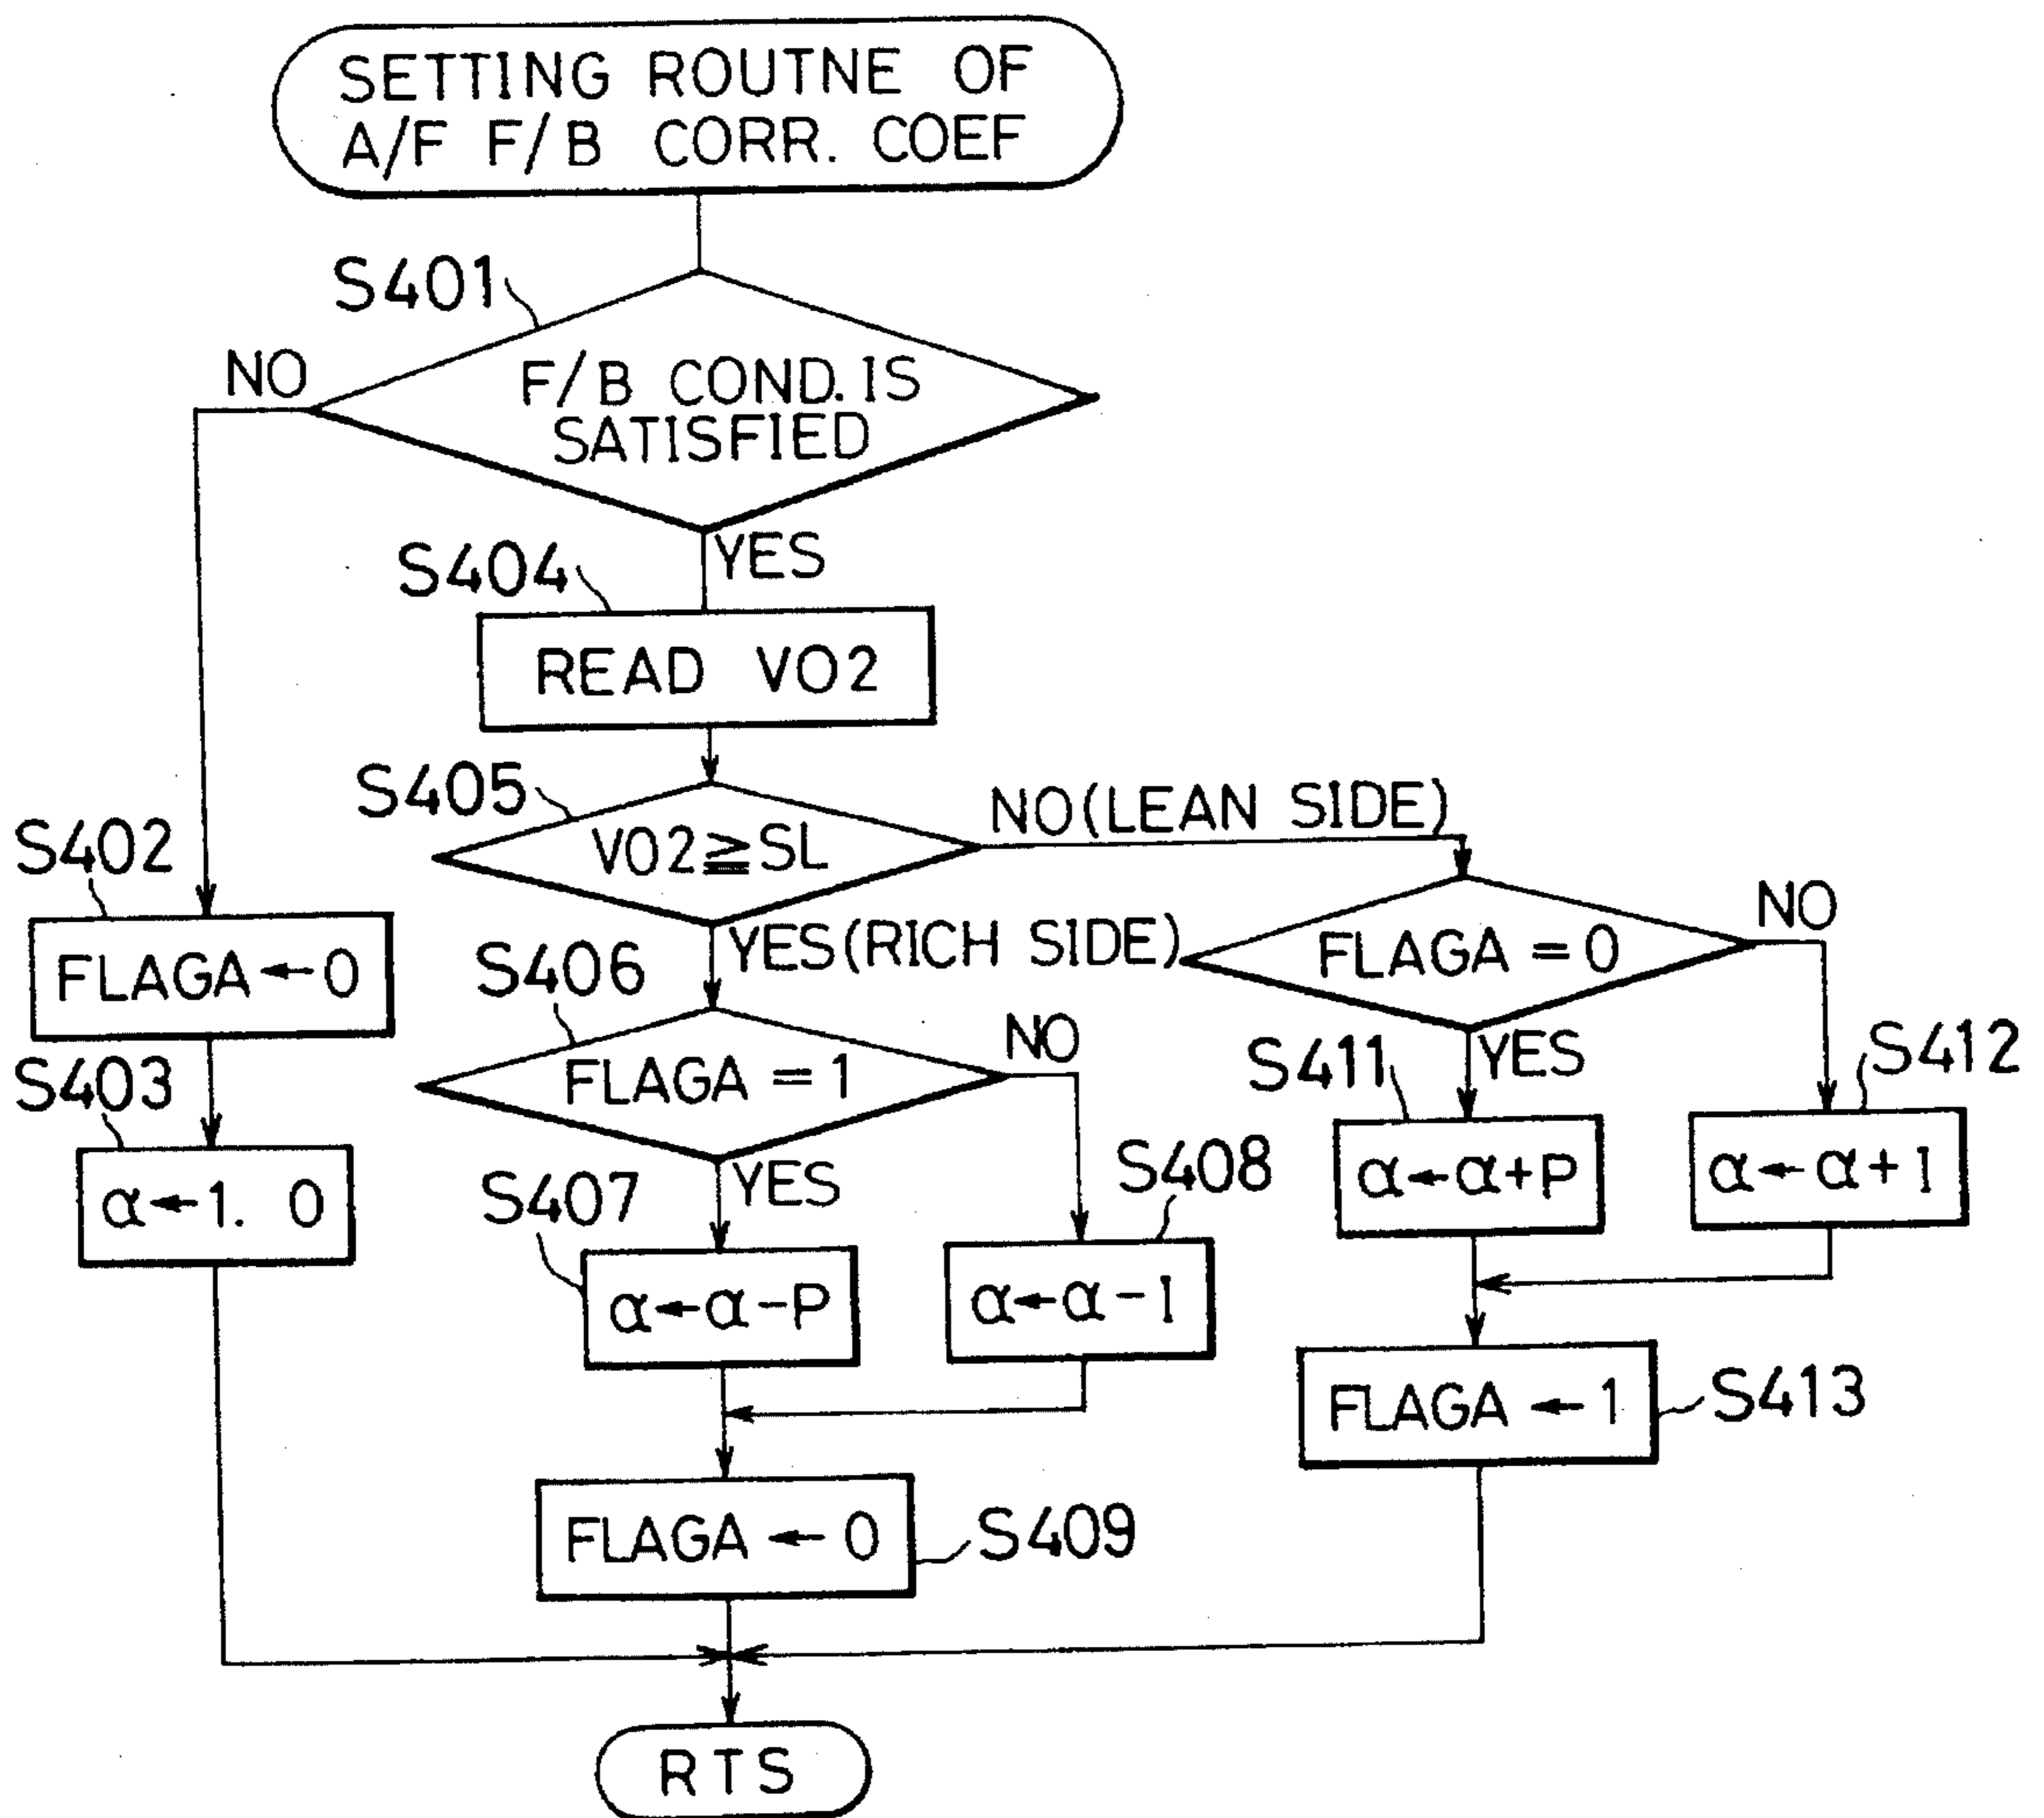 SETTING ROUTNE OF
A/F F/B CORR. COEF
S401
NO
F/B COND. IS
SATISFIED
YES
S404
READ VO2
S405
VO2≧SL
NO(LEAN SIDE)
YES(RICH SIDE)
S402
FLAGA←0
S403
α←1. 0
S406
FLAGA = 1
NO
YES
S407
α←α-P
S408
α←α-I
FLAGA ← 0
S409
FLAGA = 0
NO
YES
S411
α←α+P
S412
α←α+I
FLAGA ← 1
S413
RTS